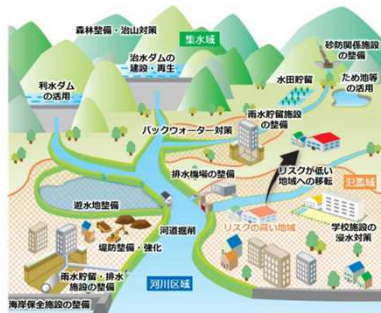 森林整備・治山対策
集水域
砂防関係施設
の整備
治水ダムの
建設・再生
水田貯留
ため池等
の活用
利水ダム
の活用
雨水貯留施設
の整備
バックウォーター対策
リスクが低い
地域への移転
排水機場の整備
氾濫域
遊水地整備
河道掘削
リスクの高い地域
学校施設の
浸水対策
堤防整備・強化
雨水貯留・排水
施設の整備
河川区域
海岸保全施設の整備